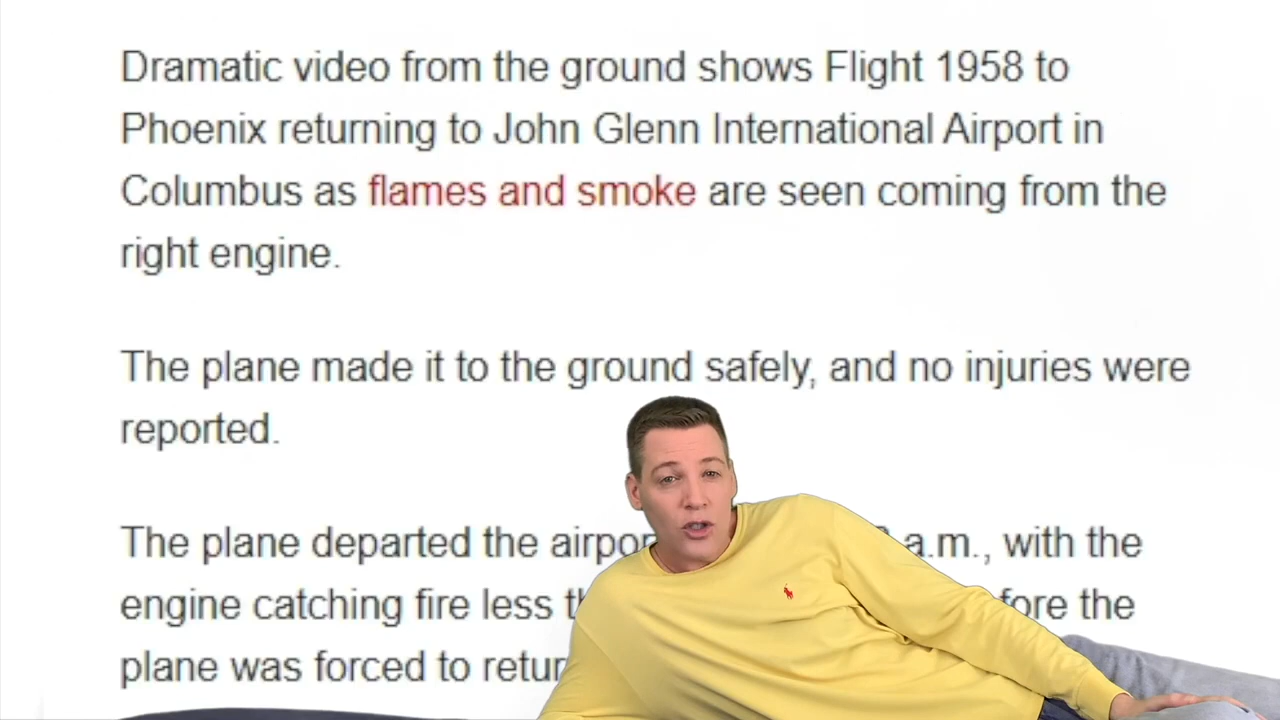 Dramatic video from the ground shows Flight 1958 to
Phoenix returning to John Glenn International Airport in
Columbus as flames and smoke are seen coming from the
right engine.
The plane made it to the ground safely, and no injuries were
reported.
The plane departed the a.m., with the
engine catching fire less the
plane was forced to